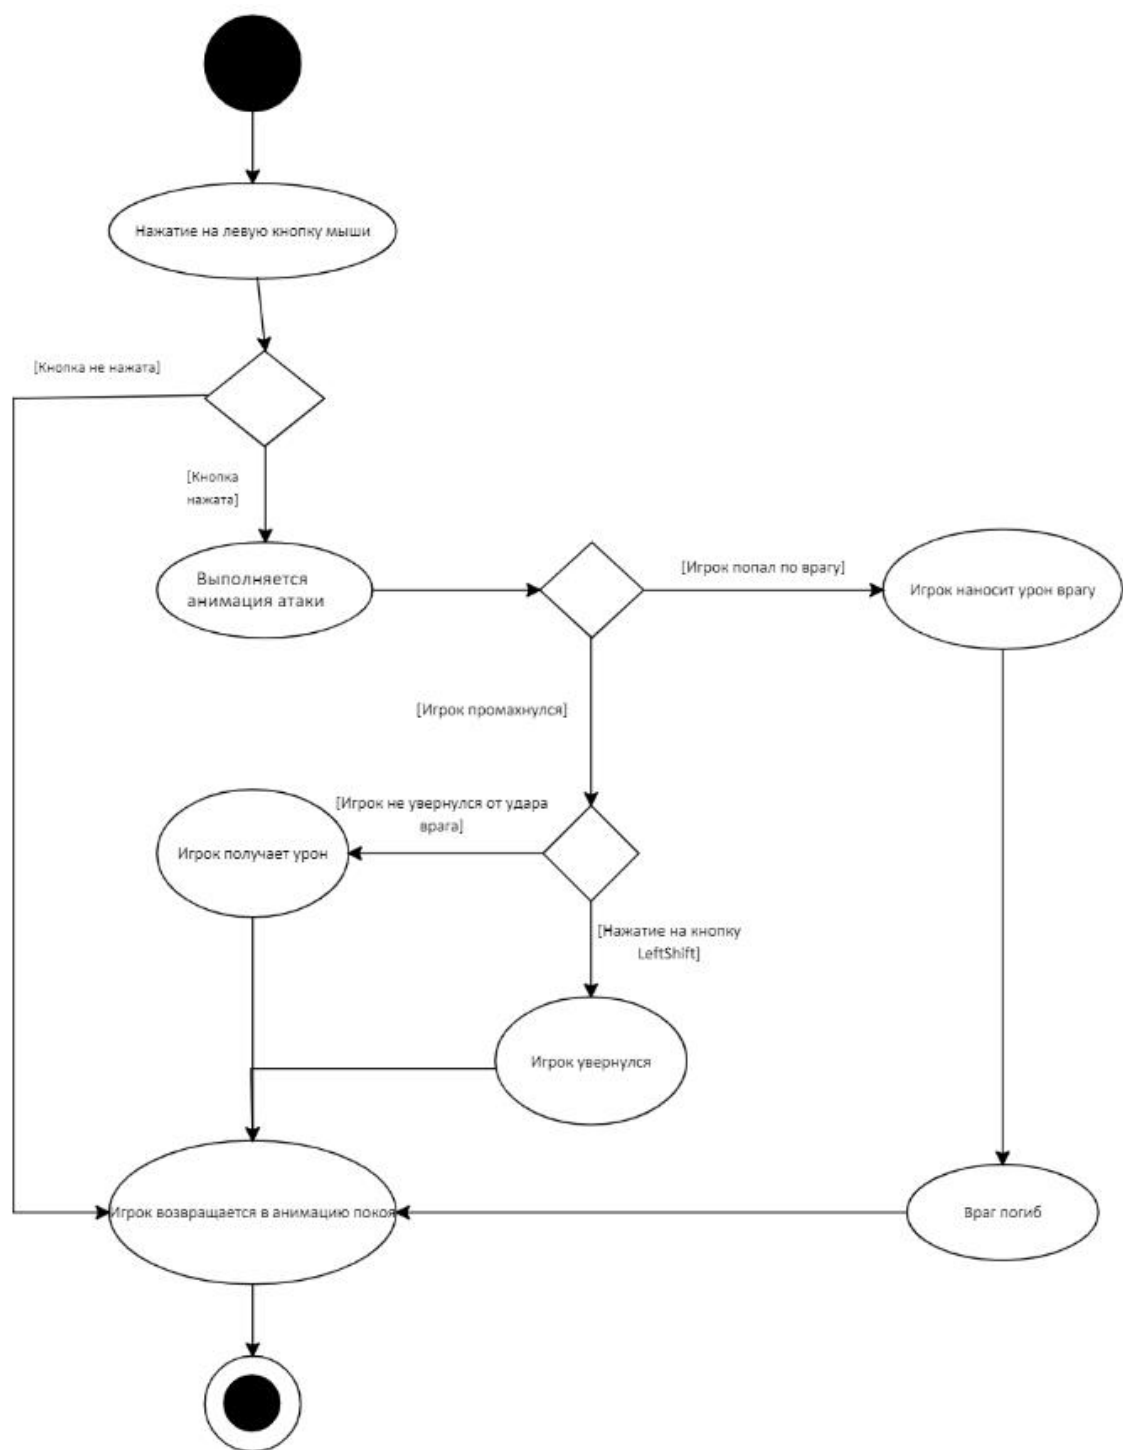 Нажатие на левую кнопку мыши
[Кнопка не нажата]
[Кнопка
нажата]
Выполняется
анимация атаки
[Игрок попал по врагу]
Игрок наносит урон врагу
[Игрок промахнулся]
[Игрок не увернулся от удара
врага]
Игрок получает урон
[Нажатие на кнопку
LeftShift]
Игрок увернулся
Игрок возвращается в анимацию покоя
Враг погиб